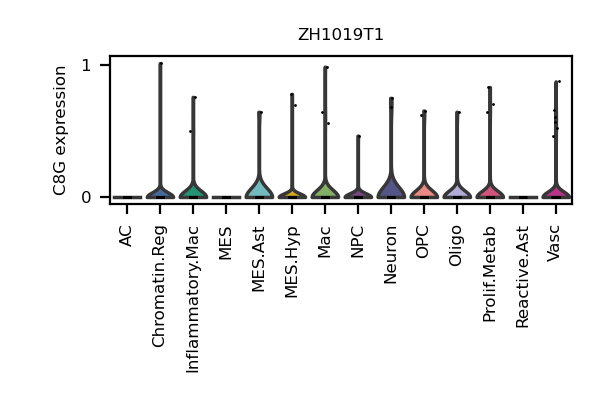 ZH1019T1
C8G expression
1
0
AC
Chromatin.Reg
Inflammatory.Mac
MES
MES.Ast
MES.Hyp
Mac
NPC
Neuron
OPC
Oligo
Prolif.Metab
Reactive.Ast
Vasc